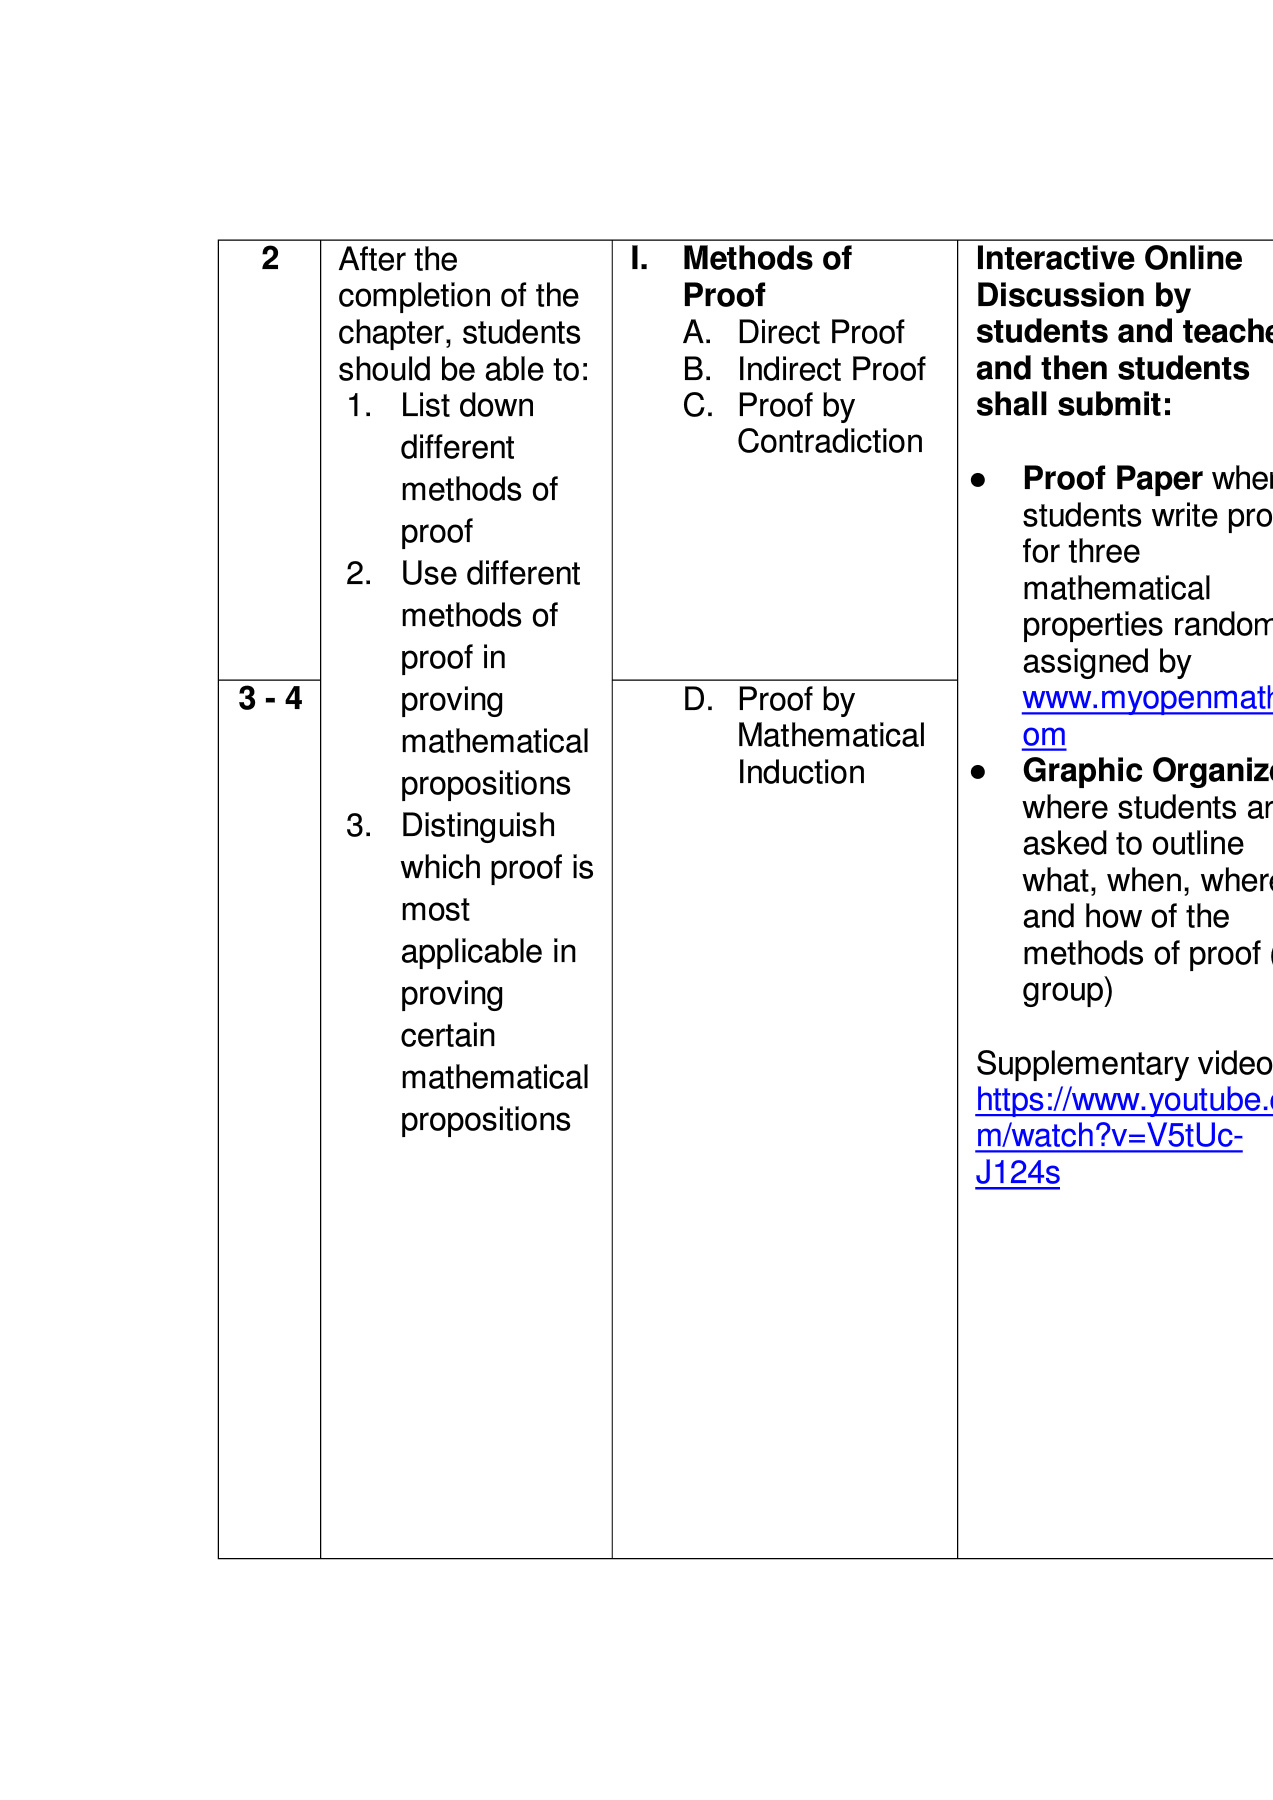 2
After the
completion of the
chapter, students
should be able to:
1. List down
different
methods of
proof
2. Use different
methods of
proof in
proving
mathematical
propositions
3. Distinguish
which proof is
most
applicable in
proving
certain
mathematical
propositions
I. Methods of
Proof
A. Direct Proof
B. Indirect Proof
C. Proof by
Contradiction
Interactive Online
Discussion by
students and teache
and then students
shall submit:
● Proof Paper wher
students write pro
for three
mathematical
properties random
assigned by
www.myopenmath
om
● Graphic Organize
where students ar
asked to outline
what, when, where
and how of the
methods of proof (
group)
Supplementary video
https://www.youtube.c
m/watch?v=V5tUc-
J124s
3 - 4
D. Proof by
Mathematical
Induction